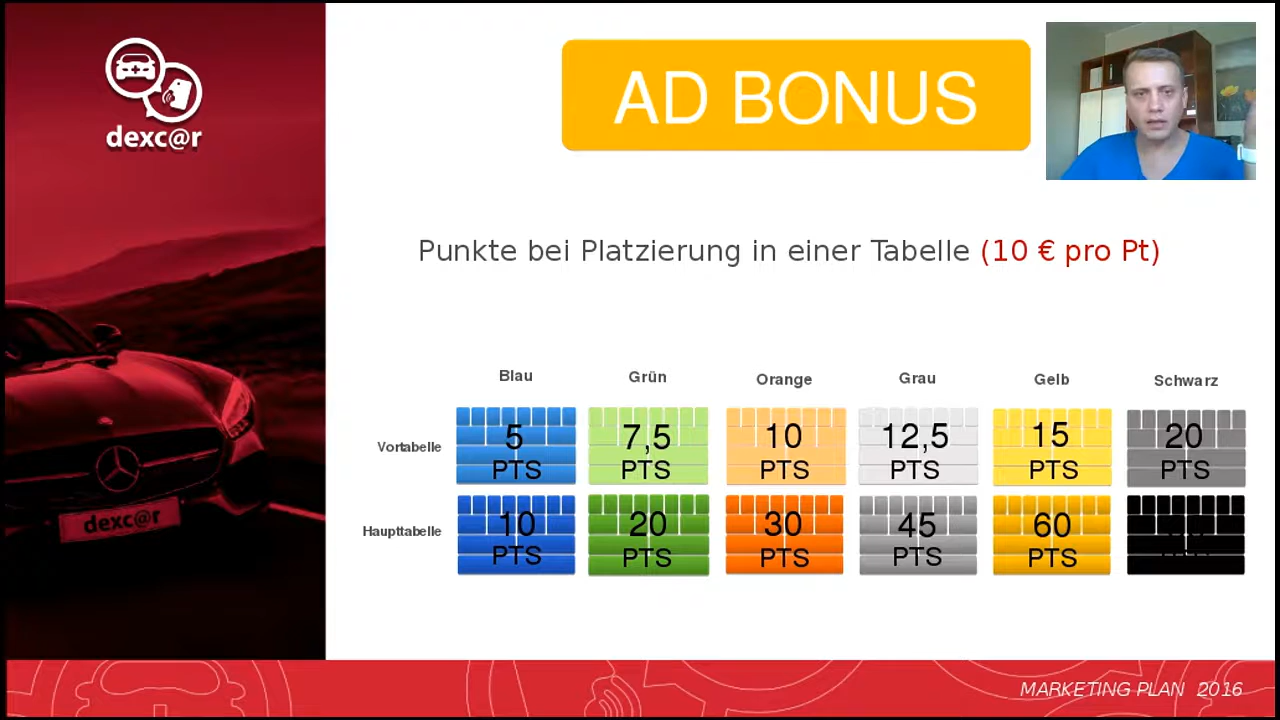 dexc@r
AD BONUS
Punkte bei Platzierung in einer Tabelle (10 € pro Pt)
Blau Grün Orange Grau Gelb Schwarz
Vortabelle 5 PTS 7,5 PTS 10 PTS 12,5 PTS 15 PTS 20 PTS
Haupttabelle 10 PTS 20 PTS 30 PTS 45 PTS 60 PTS
dexc@r
MARKETING PLAN 2016